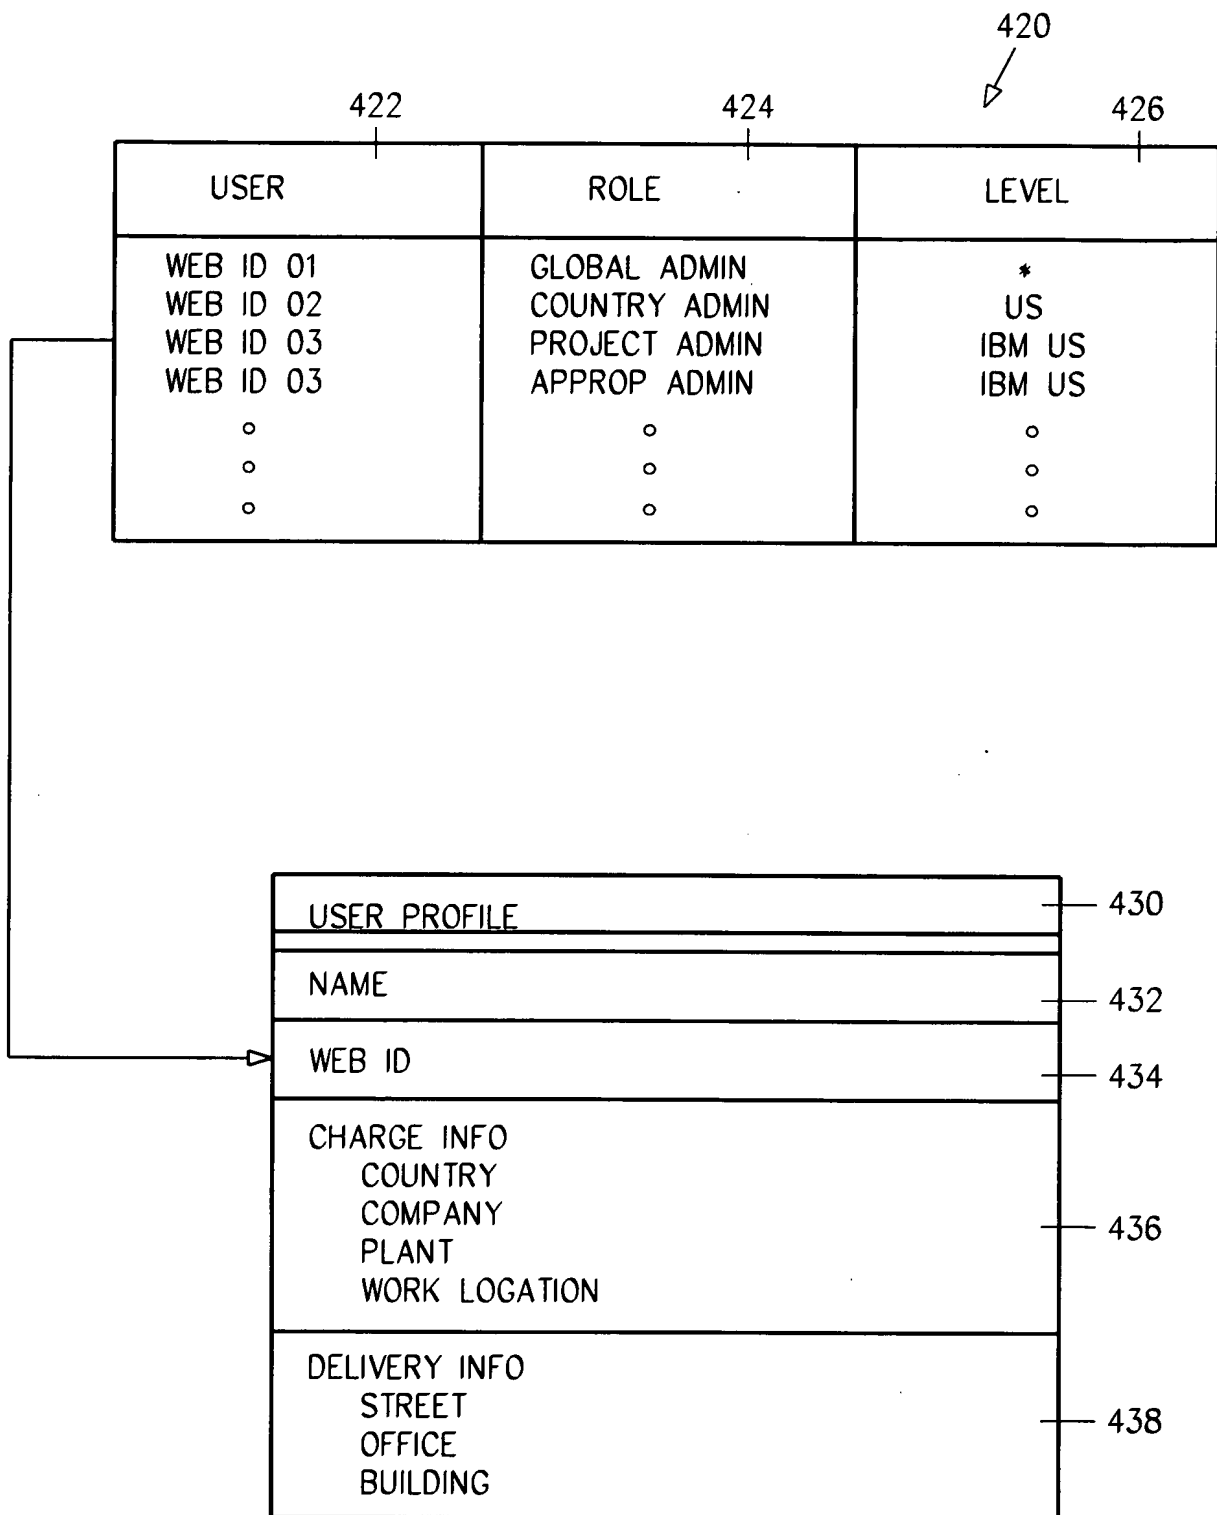 420
422 424 426
USER ROLE LEVEL
WEB ID 01 GLOBAL ADMIN *
WEB ID 02 COUNTRY ADMIN US
WEB ID 03 PROJECT ADMIN IBM US
WEB ID 03 APPROP ADMIN IBM US
USER PROFILE 430
NAME 432
WEB ID 434
CHARGE INFO
COUNTRY
COMPANY 436
PLANT
WORK LOGATION
DELIVERY INFO
STREET 438
OFFICE
BUILDING